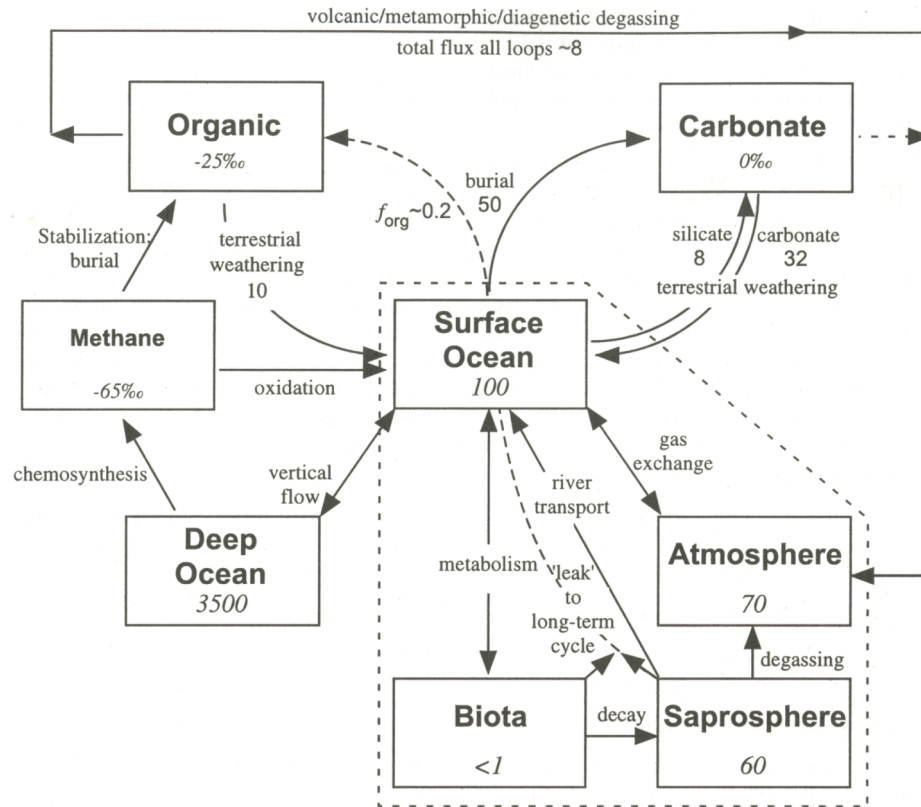 volcanic/metamorphic/diagenetic degassing
total flux all loops ~8
Organic
-25‰
Carbonate
0‰
burial
50
f_org~0.2
Stabilization;
burial
terrestrial
weathering
10
silicate
8
carbonate
32
terrestrial weathering
Methane
-65‰
Surface
Ocean
100
oxidation
chemosynthesis
vertical
flow
gas
exchange
river
transport
Deep
Ocean
3500
metabolism
'leak'
to
long-term
cycle
Atmosphere
70
degassing
Biota
<1
decay
Saprosphere
60